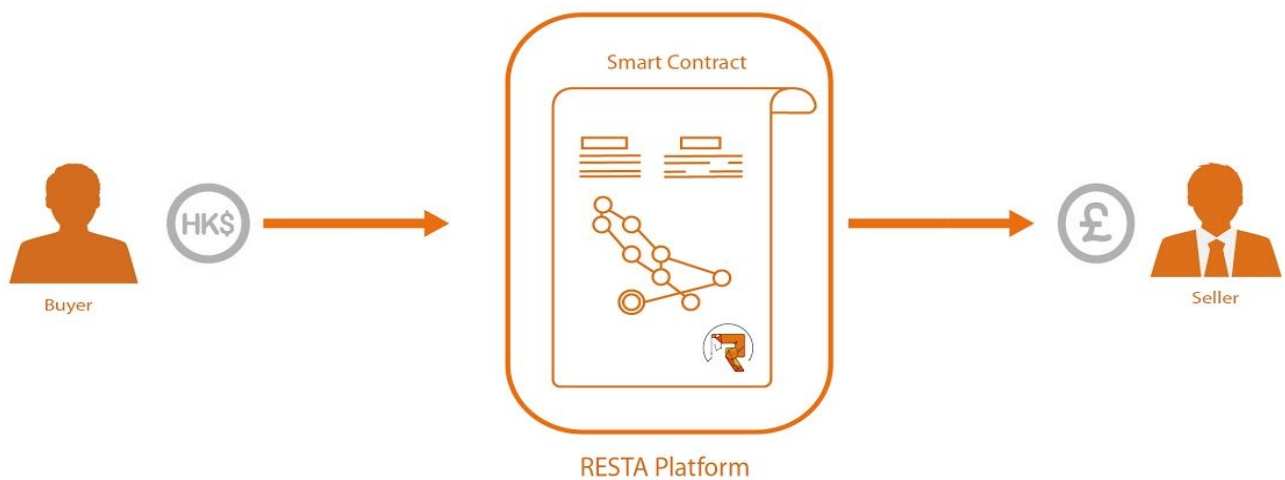 Smart Contract
HK$
£
Buyer
Seller
RESTA Platform